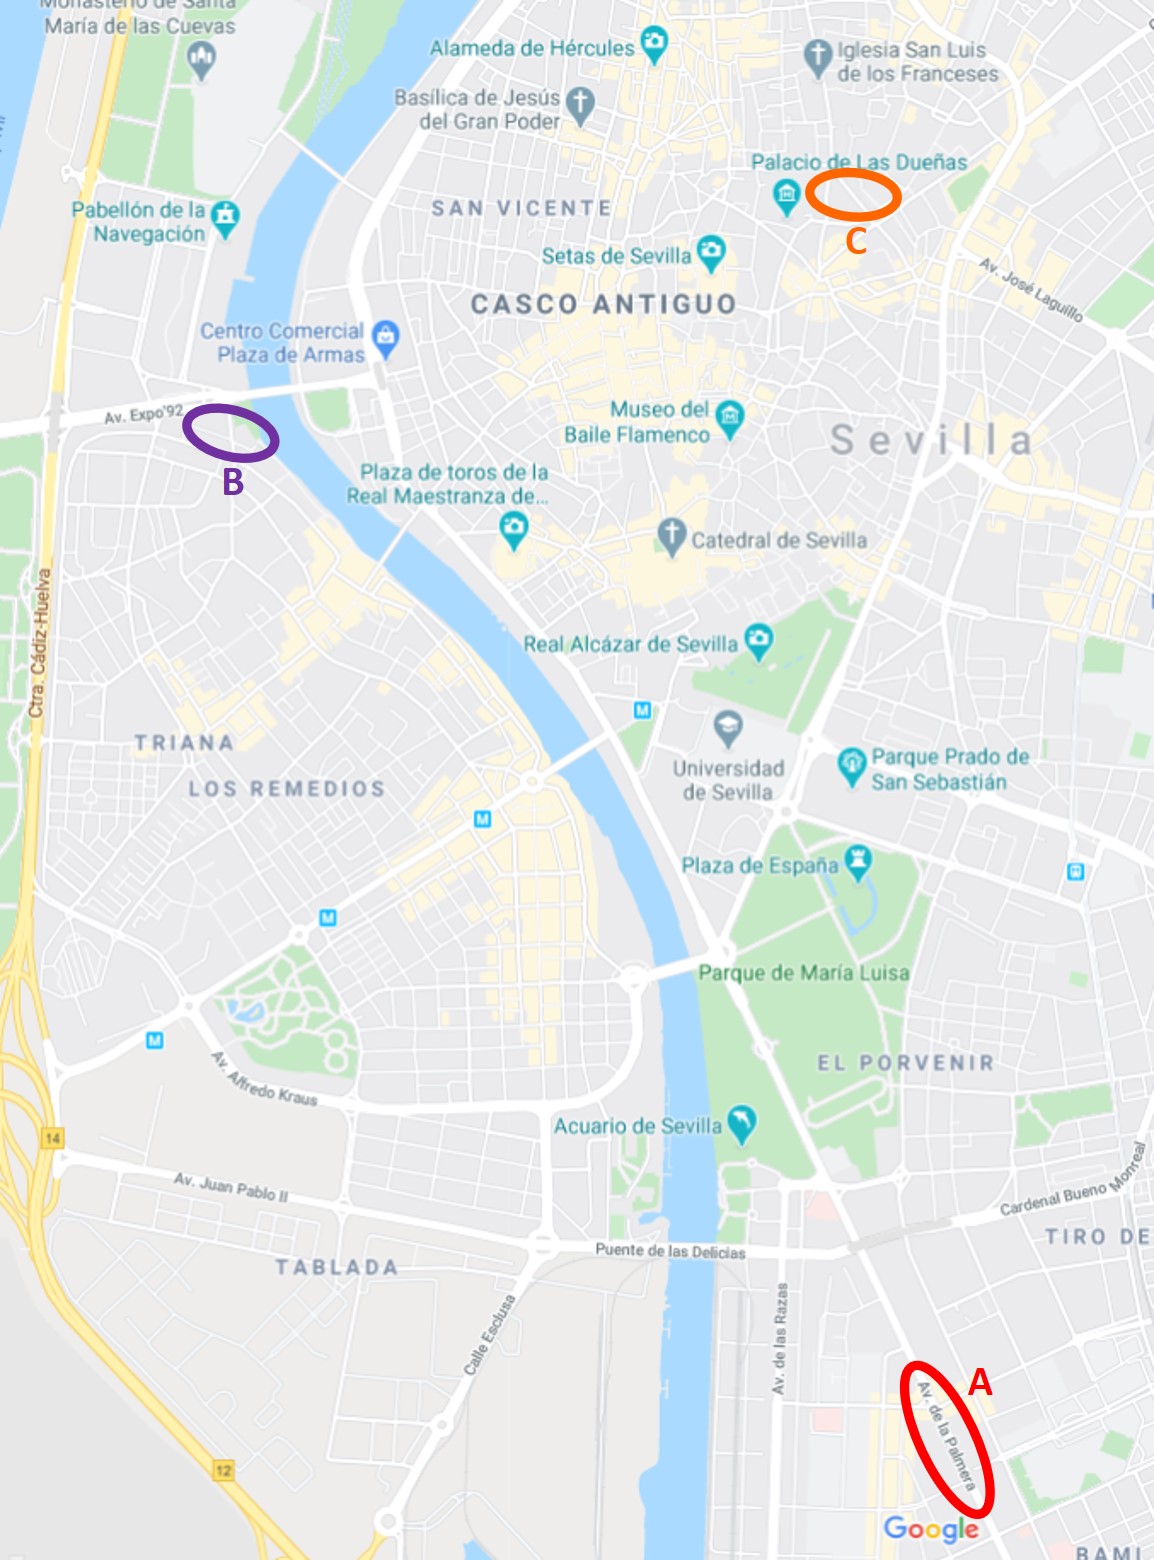 Monasterio de Santa
María de las Cuevas
Alameda de Hércules
Iglesia San Luis
de los Franceses
Basílica de Jesús
del Gran Poder
Palacio de Las Dueñas
Pabellón de la
Navegación
SAN VICENTE
C
Setas de Sevilla
Av. José Laguillo
CASCO ANTIGUO
Centro Comercial
Plaza de Armas
Av. Expo'92
Museo del
Baile Flamenco
Sevilla
B
Plaza de toros de la
Real Maestranza de...
Catedral de Sevilla
Ctra. Cádiz-Huelva
Real Alcázar de Sevilla
M
TRIANA
Universidad
de Sevilla
Parque Prado de
San Sebastián
LOS REMEDIOS
M
Plaza de España
M
Parque de María Luisa
M
EL PORVENIR
Av. Alfredo Kraus
Acuario de Sevilla
14
Av. Juan Pablo II
Cardenal Bueno Monreal
TIRO DE
Puente de las Delicias
TABLADA
Calle Esclusa
Av. de las Razas
A
Av. de la Palmera
12
Google
BAMI